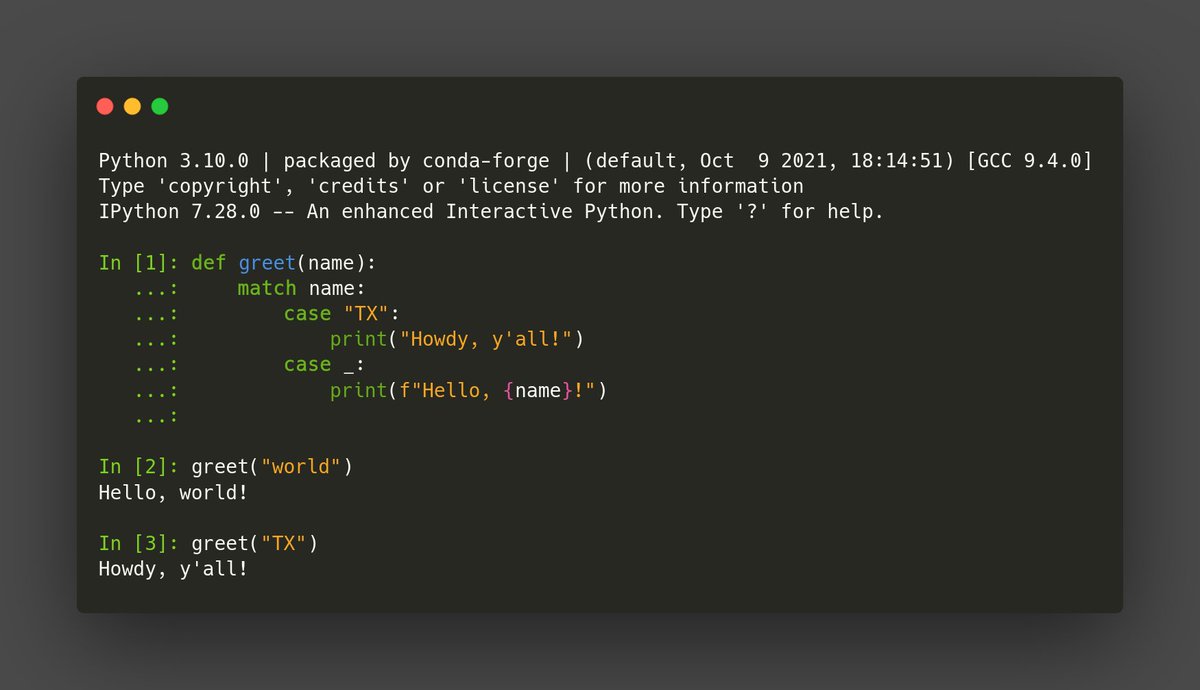 Python 3.10.0 | packaged by conda-forge | (default, Oct  9 2021, 18:14:51) [GCC 9.4.0]
Type 'copyright', 'credits' or 'license' for more information
IPython 7.28.0 -- An enhanced Interactive Python. Type '?' for help.

In [1]: def greet(name):
   ...:     match name:
   ...:         case "TX":
   ...:             print("Howdy, y'all!")
   ...:         case _:
   ...:             print(f"Hello, {name}!")
   ...:

In [2]: greet("world")
Hello, world!

In [3]: greet("TX")
Howdy, y'all!